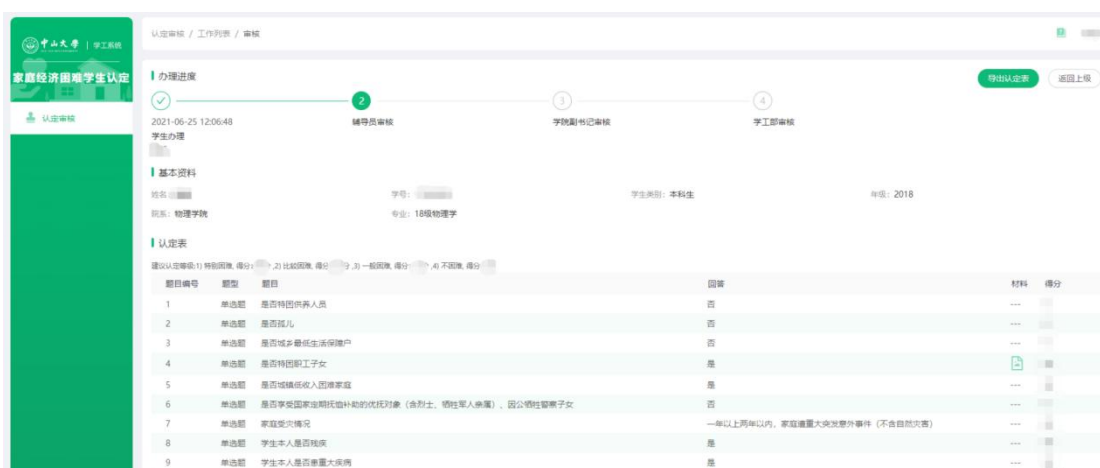 中山大學 | 学工系统
家庭经济困难学生认定
认定审核
认定审核 / 工作列表 / 审核
办理进度
导出认定表 返回上级
2 3 4
2021-06-25 12:06:48 辅导员审核 学院副书记审核 学工部审核
学生办理
基本资料
姓名: 学号: 学生类别: 本科生 年级: 2018
院系: 物理学院 专业: 18级物理学
认定表
建议认定等级:1) 特别困难, 得分: ,2) 比较困难, 得分 ,3) 一般困难, 得分: ,4) 不困难, 得分
题目编号 题型 题目 回答 材料 得分
1 单选题 是否特困供养人员 否 ---
2 单选题 是否孤儿 否 ---
3 单选题 是否城乡最低生活保障户 否 ---
4 单选题 是否特困职工子女 是
5 单选题 是否城镇低收入困难家庭 是 ---
6 单选题 是否享受国家定期抚恤补助的优抚对象（含烈士、牺牲军人亲属）、因公牺牲警察子女 否 ---
7 单选题 家庭受灾情况 一年以上两年以内，家庭遭重大突发意外事件（不含自然灾害） ---
8 单选题 学生本人是否残疾 是 ---
9 单选题 学生本人是否患重大疾病 是 ---